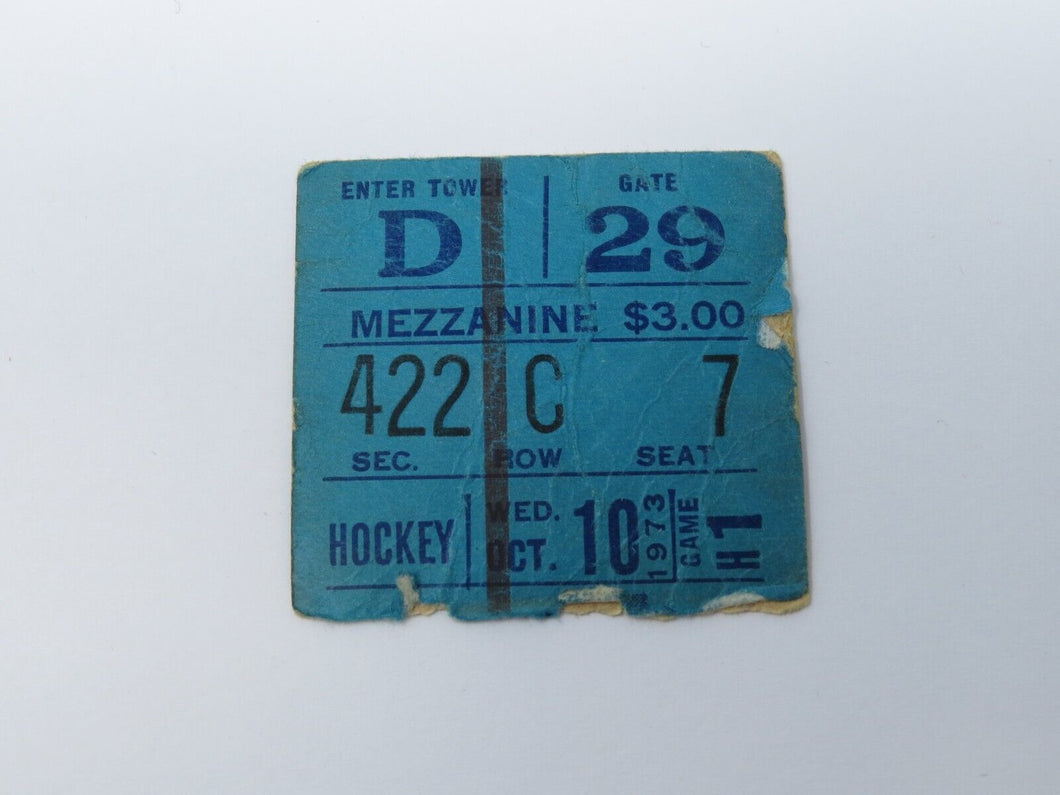 ENTER TOWER GATE
D 29
MEZZANINE $3.00
422 C 7
SEC. ROW SEAT
HOCKEY WED. OCT. 10 1973 GAME H1